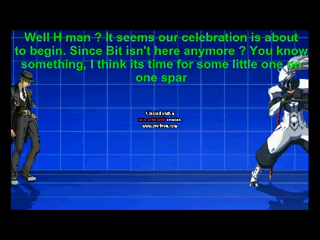 Well H man ? It seems our celebration is about
to begin. Since Bit isn't here anymore ? You know
something, I think its time for some little one on
one spar